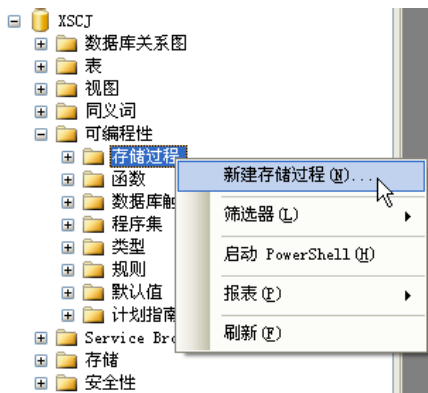 XSCJ
数据库关系图
表
视图
同义词
可编程性
存储过程
新建存储过程(N)...
函数
数据库触
筛选器(L)
程序集
类型
启动 PowerShell(H)
规则
默认值
报表(P)
计划指南
Service Bro
刷新(F)
存储
安全性